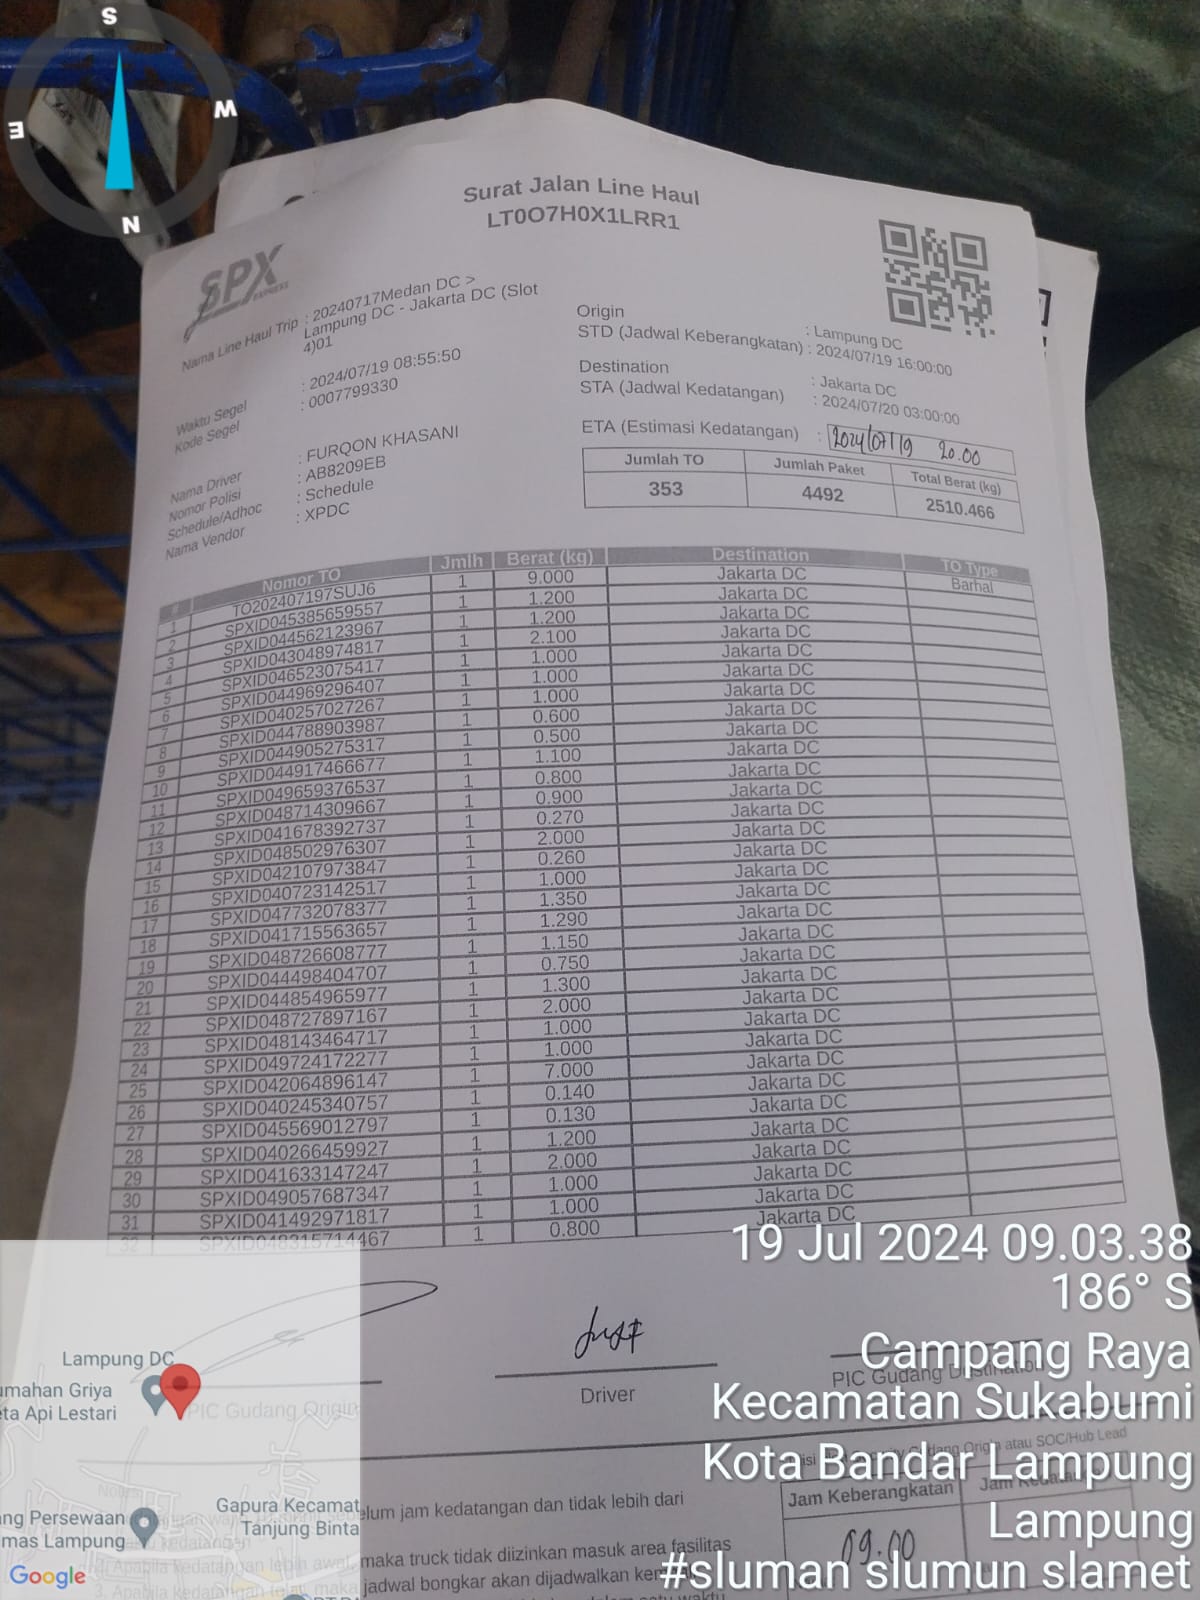 S
W
E
N
Surat Jalan Line Haul
LT0O7H0X1LRR1
SPX
EXPRESS
Nama Line Haul Trip : 20240717Medan DC >
Lampung DC - Jakarta DC (Slot
4)01
Waktu Segel : 2024/07/19 08:55:50
Kode Segel : 0007799330
Nama Driver : FURQON KHASANI
Nomor Polisi : AB8209EB
Schedule/Adhoc : Schedule
Nama Vendor : XPDC
Origin : Lampung DC
STD (Jadwal Keberangkatan) : 2024/07/19 16:00:00
Destination : Jakarta DC
STA (Jadwal Kedatangan) : 2024/07/20 03:00:00
ETA (Estimasi Kedatangan) : 2024/07/19 20.00
Jumlah TO Jumlah Paket Total Berat (kg)
353 4492 2510.466
# Nomor TO Jmlh Berat (kg) Destination TO Type
1 TO202407197SUJ6 1 9.000 Jakarta DC Barhal
2 SPXID045385659557 1 1.200 Jakarta DC
3 SPXID044562123967 1 1.200 Jakarta DC
4 SPXID043048974817 1 2.100 Jakarta DC
5 SPXID046523075417 1 1.000 Jakarta DC
6 SPXID044969296407 1 1.000 Jakarta DC
7 SPXID040257027267 1 1.000 Jakarta DC
8 SPXID044788903987 1 0.600 Jakarta DC
9 SPXID044905275317 1 0.500 Jakarta DC
10 SPXID044917466677 1 1.100 Jakarta DC
11 SPXID049659376537 1 0.800 Jakarta DC
12 SPXID048714309667 1 0.900 Jakarta DC
13 SPXID041678392737 1 0.270 Jakarta DC
14 SPXID048502976307 1 2.000 Jakarta DC
15 SPXID042107973847 1 0.260 Jakarta DC
16 SPXID040723142517 1 1.000 Jakarta DC
17 SPXID047732078377 1 1.350 Jakarta DC
18 SPXID041715563657 1 1.290 Jakarta DC
19 SPXID048726608777 1 1.150 Jakarta DC
20 SPXID044498404707 1 0.750 Jakarta DC
21 SPXID044854965977 1 1.300 Jakarta DC
22 SPXID048727897167 1 2.000 Jakarta DC
23 SPXID048143464717 1 1.000 Jakarta DC
24 SPXID049724172277 1 1.000 Jakarta DC
25 SPXID042064896147 1 7.000 Jakarta DC
26 SPXID040245340757 1 0.140 Jakarta DC
27 SPXID045569012797 1 0.130 Jakarta DC
28 SPXID040266459927 1 1.200 Jakarta DC
29 SPXID041633147247 1 2.000 Jakarta DC
30 SPXID049057687347 1 1.000 Jakarta DC
31 SPXID041492971817 1 1.000 Jakarta DC
32 SPXID048315714467 1 0.800 Jakarta DC
PIC Gudang Origin
Driver
PIC Gudang Destination
Gudang Origin atau SOC/Hub Lead
Jam Keberangkatan
09.00
elum jam kedatangan dan tidak lebih dari
maka truck tidak diizinkan masuk area fasilitas
3. Apabila kedatangan telat, maka jadwal bongkar akan dijadwalkan
Lampung DC
umahan Griya
eta Api Lestari
ng Persewaan
mas Lampung
Gapura Kecamat
Tanjung Binta
Google
19 Jul 2024 09.03.38
186° S
Campang Raya
Kecamatan Sukabumi
Kota Bandar Lampung
Lampung
#sluman slumun slamet